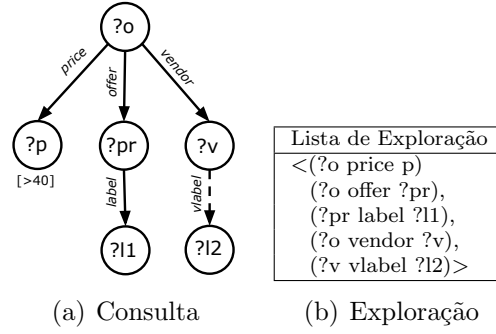 ?o
price
offer
vendor
?p
?pr
?v
[>40]
label
vlabel
?l1
?l2
(a) Consulta
Lista de Exploração
<(?o price p)
(?o offer ?pr),
(?pr label ?l1),
(?o vendor ?v),
(?v vlabel ?l2)>
(b) Exploração